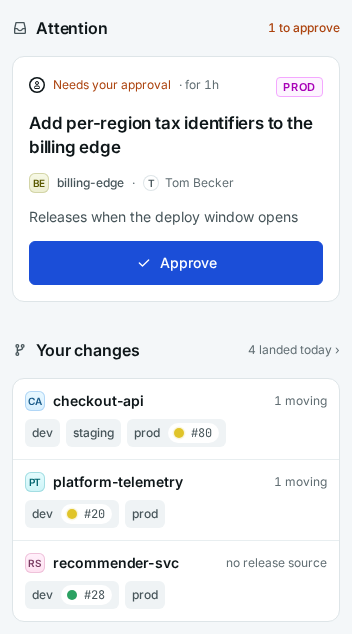 Attention 1 to approve
Needs your approval · for 1h PROD
Add per-region tax identifiers to the
billing edge
BE billing-edge · T Tom Becker
Releases when the deploy window opens
Approve
Your changes 4 landed today ›
CA checkout-api 1 moving
dev staging prod #80
PT platform-telemetry 1 moving
dev #20 prod
RS recommender-svc no release source
dev #28 prod